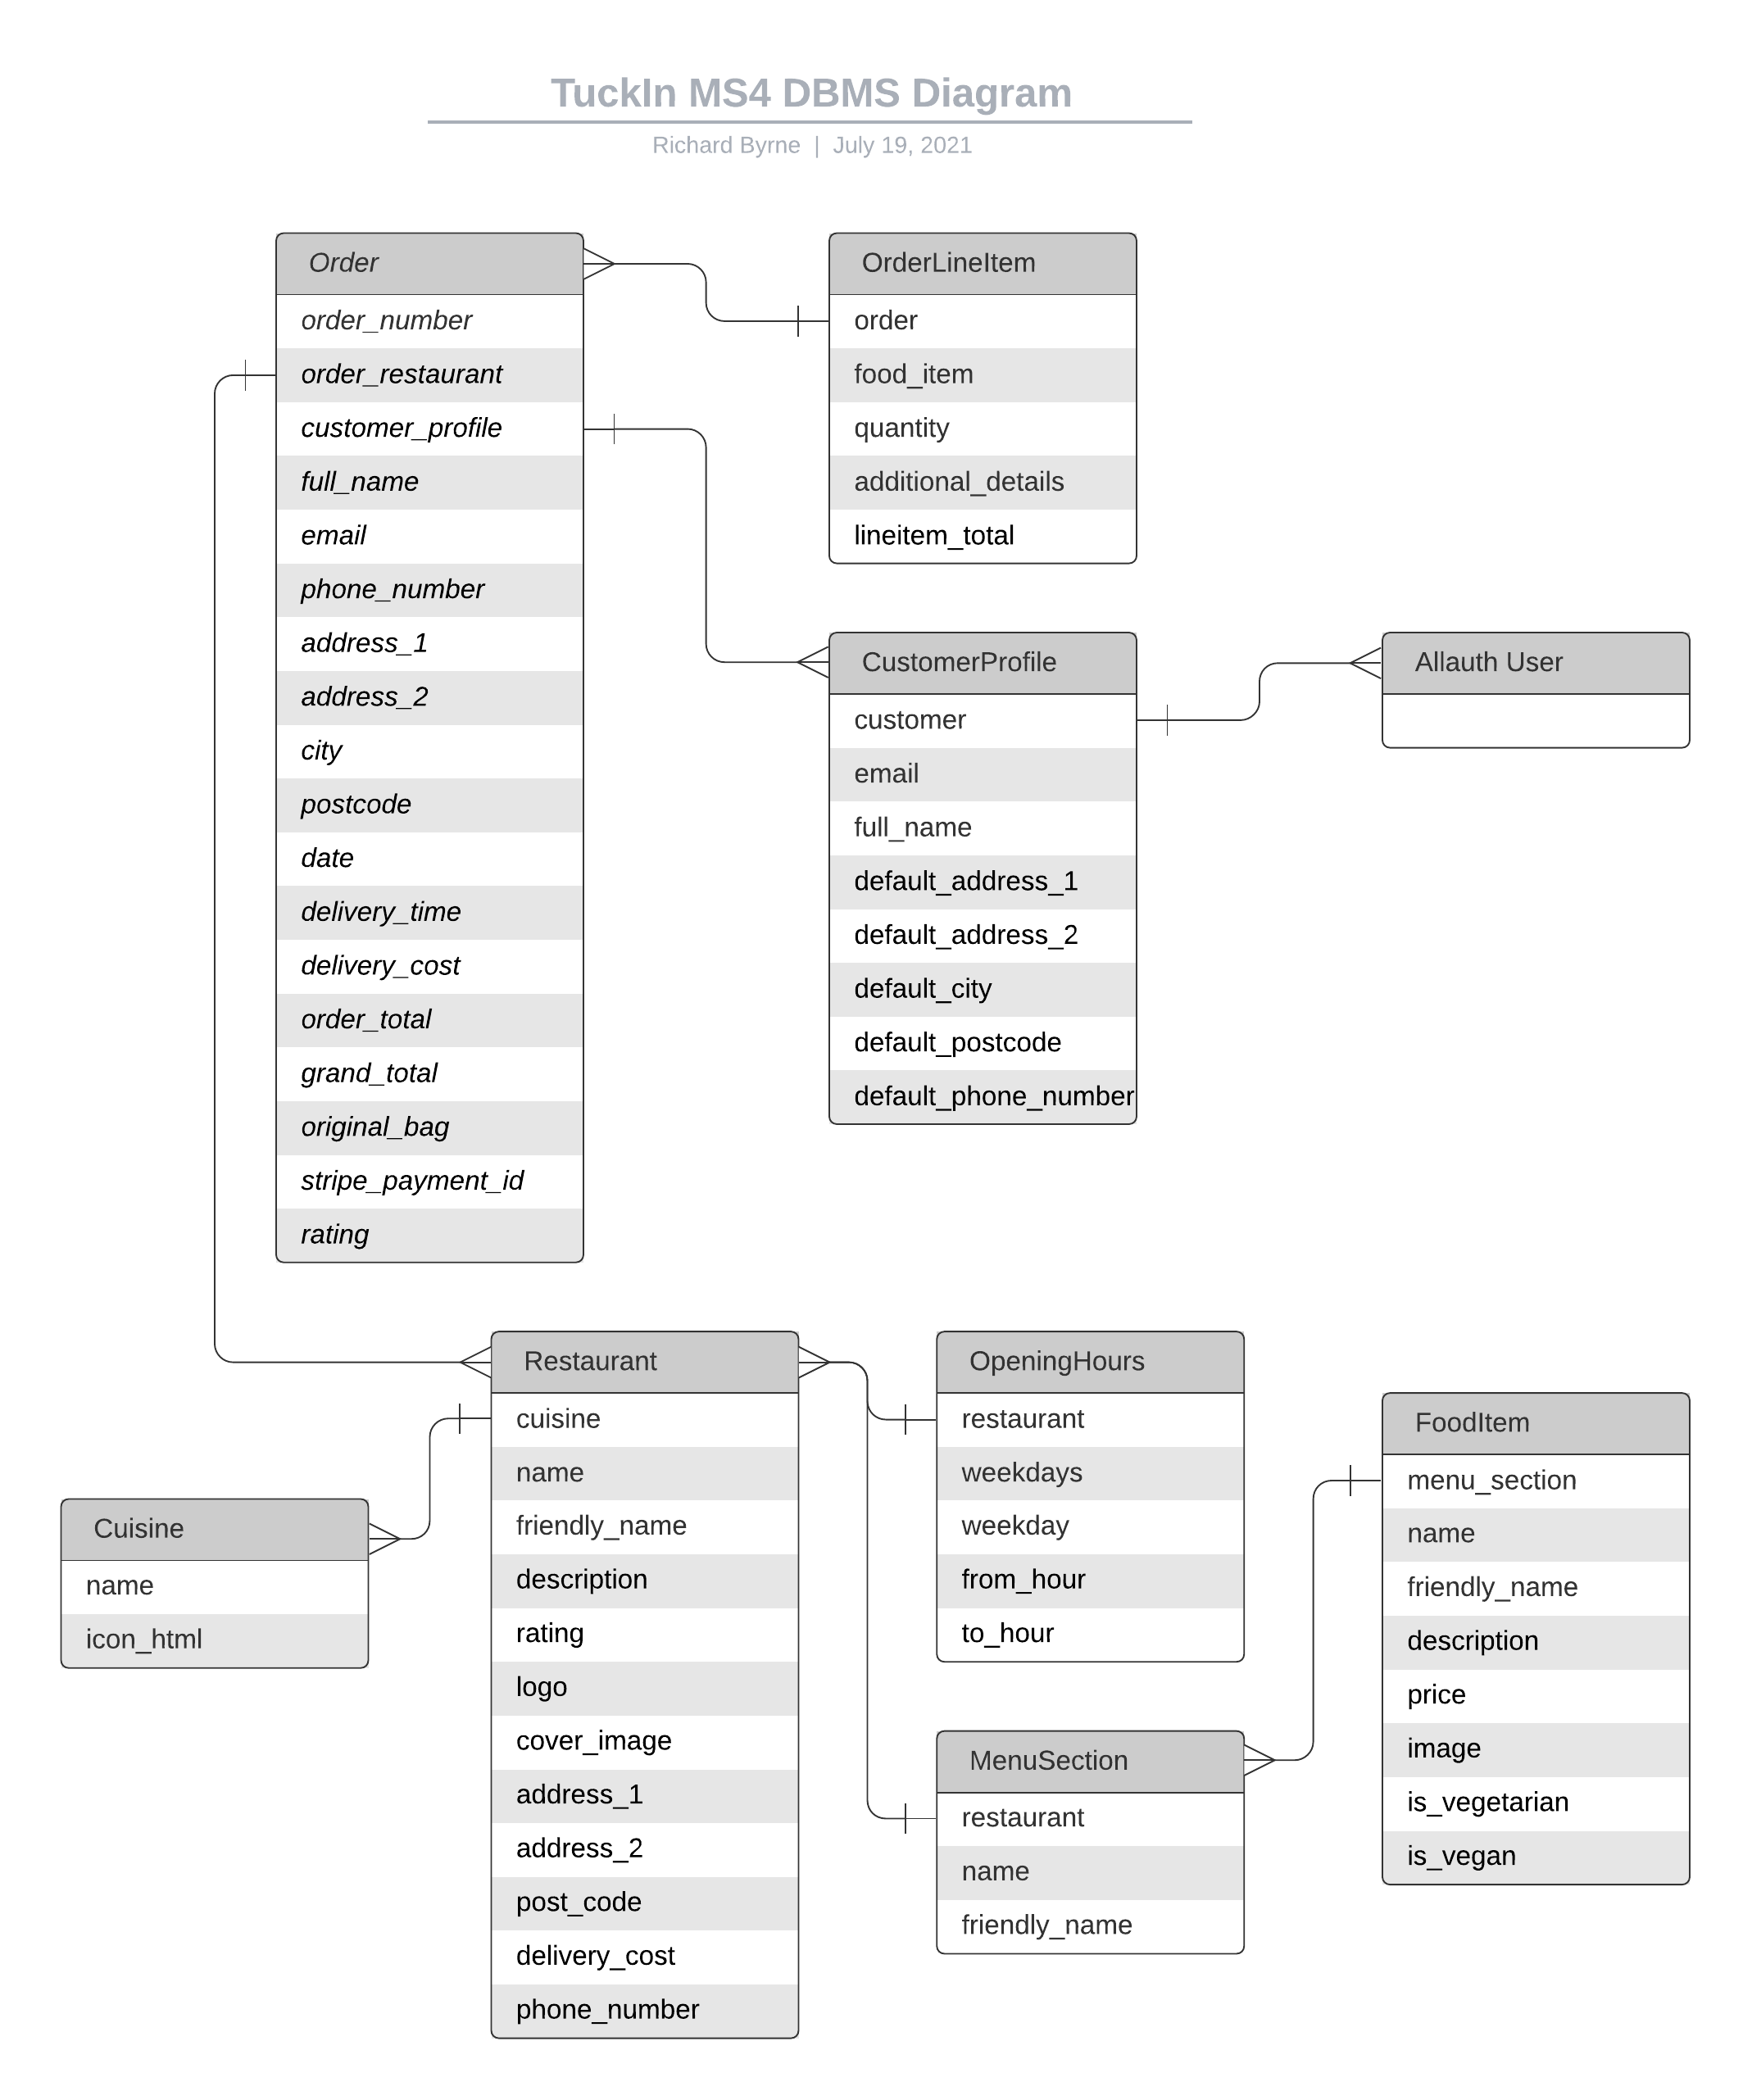 TuckIn MS4 DBMS Diagram
Richard Byrne | July 19, 2021
Order
order_number
order_restaurant
customer_profile
full_name
email
phone_number
address_1
address_2
city
postcode
date
delivery_time
delivery_cost
order_total
grand_total
original_bag
stripe_payment_id
rating
OrderLineItem
order
food_item
quantity
additional_details
lineitem_total
CustomerProfile
customer
email
full_name
default_address_1
default_address_2
default_city
default_postcode
default_phone_number
Allauth User
Cuisine
name
icon_html
Restaurant
cuisine
name
friendly_name
description
rating
logo
cover_image
address_1
address_2
post_code
delivery_cost
phone_number
OpeningHours
restaurant
weekdays
weekday
from_hour
to_hour
MenuSection
restaurant
name
friendly_name
FoodItem
menu_section
name
friendly_name
description
price
image
is_vegetarian
is_vegan